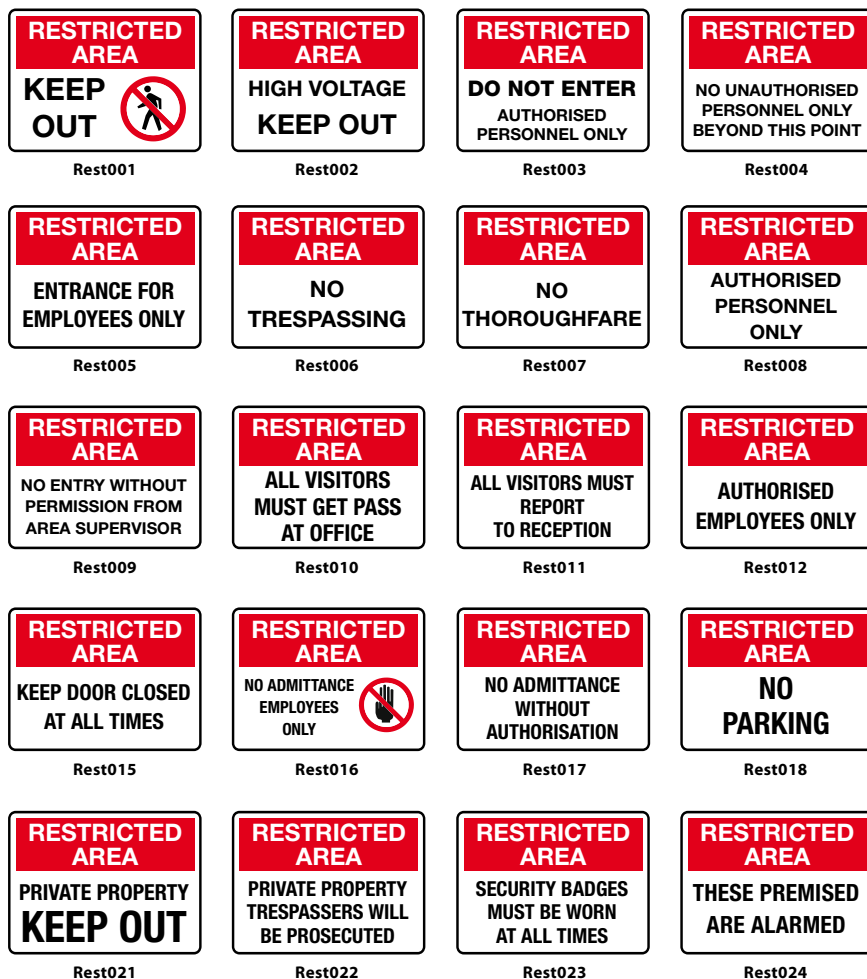 RESTRICTED
AREA
KEEP
OUT
Rest001
RESTRICTED
AREA
HIGH VOLTAGE
KEEP OUT
Rest002
RESTRICTED
AREA
DO NOT ENTER
AUTHORISED
PERSONNEL ONLY
Rest003
RESTRICTED
AREA
NO UNAUTHORISED
PERSONNEL ONLY
BEYOND THIS POINT
Rest004
RESTRICTED
AREA
ENTRANCE FOR
EMPLOYEES ONLY
Rest005
RESTRICTED
AREA
NO
TRESPASSING
Rest006
RESTRICTED
AREA
NO
THOROUGHFARE
Rest007
RESTRICTED
AREA
AUTHORISED
PERSONNEL
ONLY
Rest008
RESTRICTED
AREA
NO ENTRY WITHOUT
PERMISSION FROM
AREA SUPERVISOR
Rest009
RESTRICTED
AREA
ALL VISITORS
MUST GET PASS
AT OFFICE
Rest010
RESTRICTED
AREA
ALL VISITORS MUST
REPORT
TO RECEPTION
Rest011
RESTRICTED
AREA
AUTHORISED
EMPLOYEES ONLY
Rest012
RESTRICTED
AREA
KEEP DOOR CLOSED
AT ALL TIMES
Rest015
RESTRICTED
AREA
NO ADMITTANCE
EMPLOYEES
ONLY
Rest016
RESTRICTED
AREA
NO ADMITTANCE
WITHOUT
AUTHORISATION
Rest017
RESTRICTED
AREA
NO
PARKING
Rest018
RESTRICTED
AREA
PRIVATE PROPERTY
KEEP OUT
Rest021
RESTRICTED
AREA
PRIVATE PROPERTY
TRESPASSERS WILL
BE PROSECUTED
Rest022
RESTRICTED
AREA
SECURITY BADGES
MUST BE WORN
AT ALL TIMES
Rest023
RESTRICTED
AREA
THESE PREMISED
ARE ALARMED
Rest024